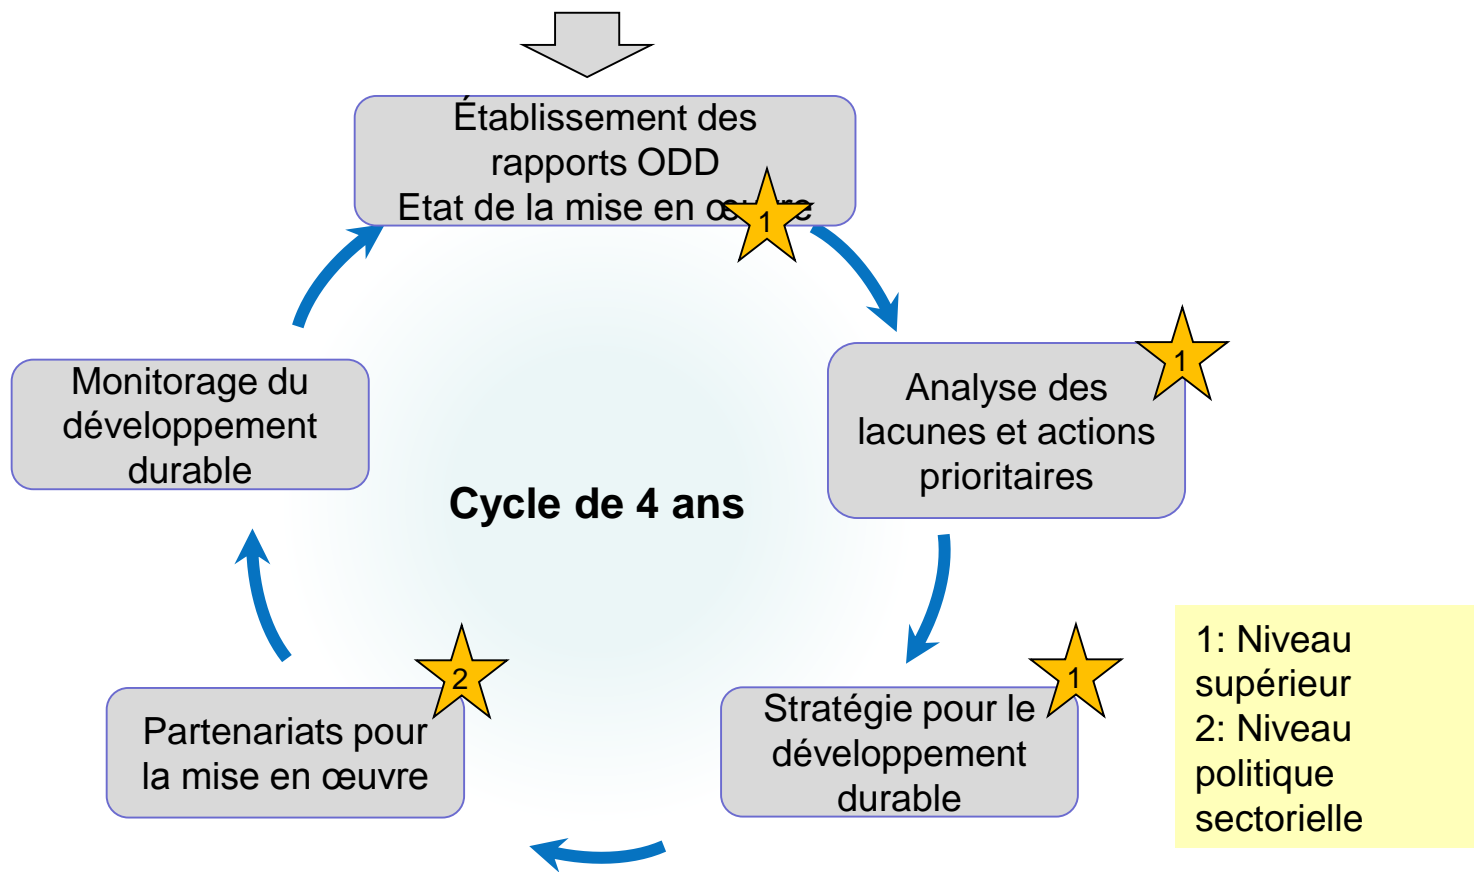 Établissement des
rapports ODD
Etat de la mise en œuvre
1
1
Analyse des
lacunes et actions
prioritaires
Monitorage du
développement
durable
Cycle de 4 ans
1: Niveau
supérieur
2: Niveau
politique
sectorielle
1
Stratégie pour le
développement
durable
2
Partenariats pour
la mise en œuvre